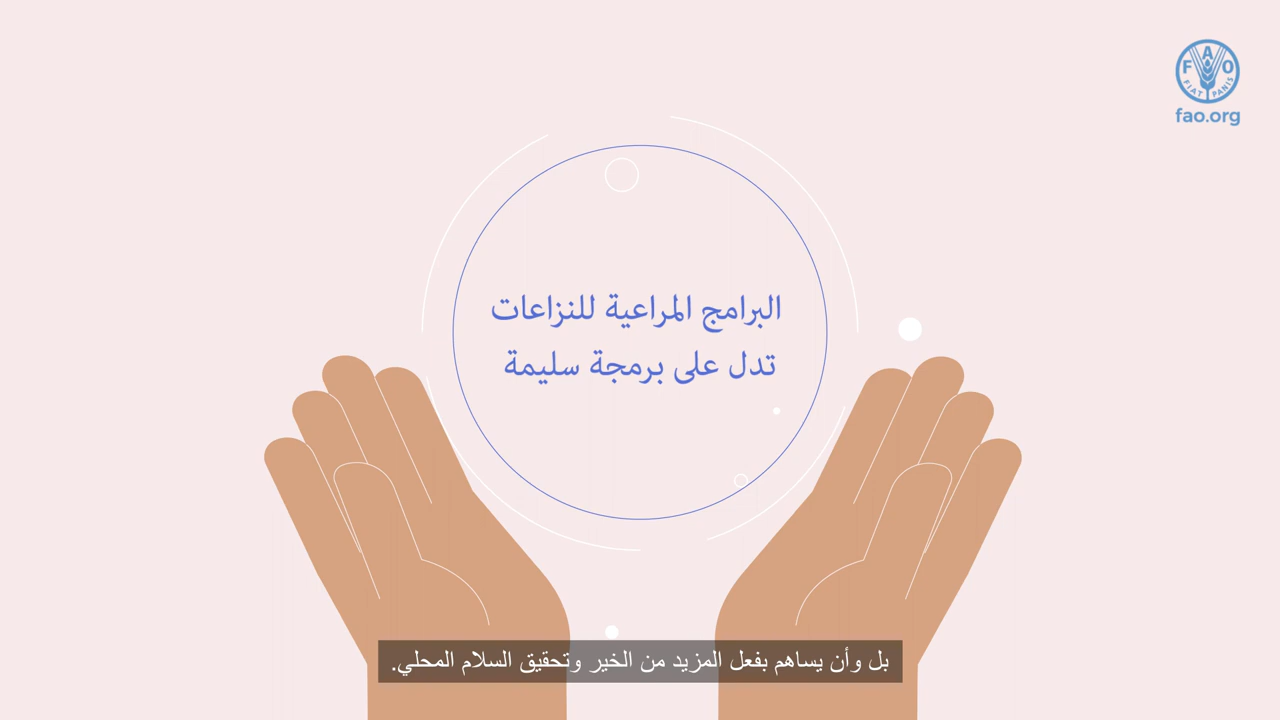 FAO
FIAT PANIS
fao.org
البرامج المراعية للنزاعات
تدل على برمجة سليمة
بل وأن يساهم بفعل المزيد من الخير وتحقيق السلام المحلي.